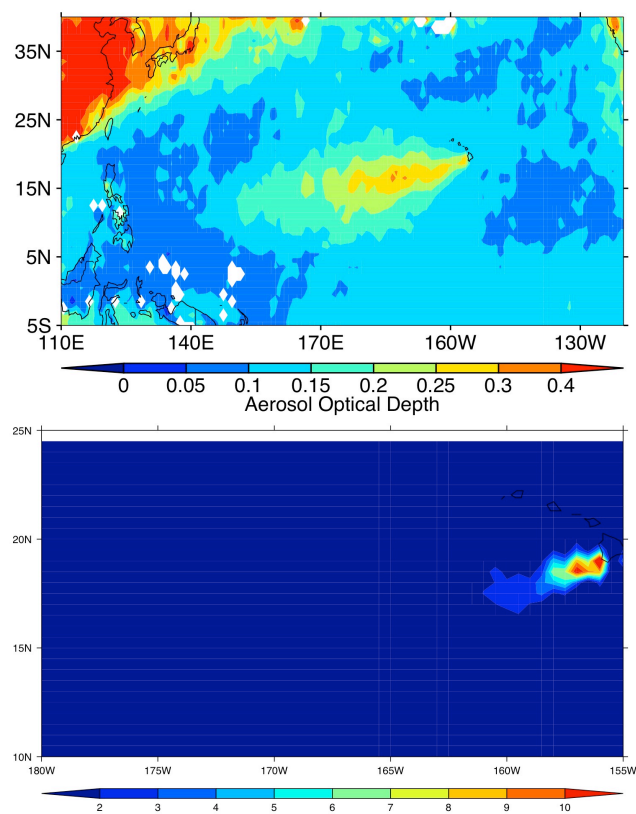 35N
25N
15N
5N
5S
110E 140E 170E 160W 130W
0 0.05 0.1 0.15 0.2 0.25 0.3 0.4
Aerosol Optical Depth
25N
20N
15N
10N
180W 175W 170W 165W 160W 155W
2 3 4 5 6 7 8 9 10